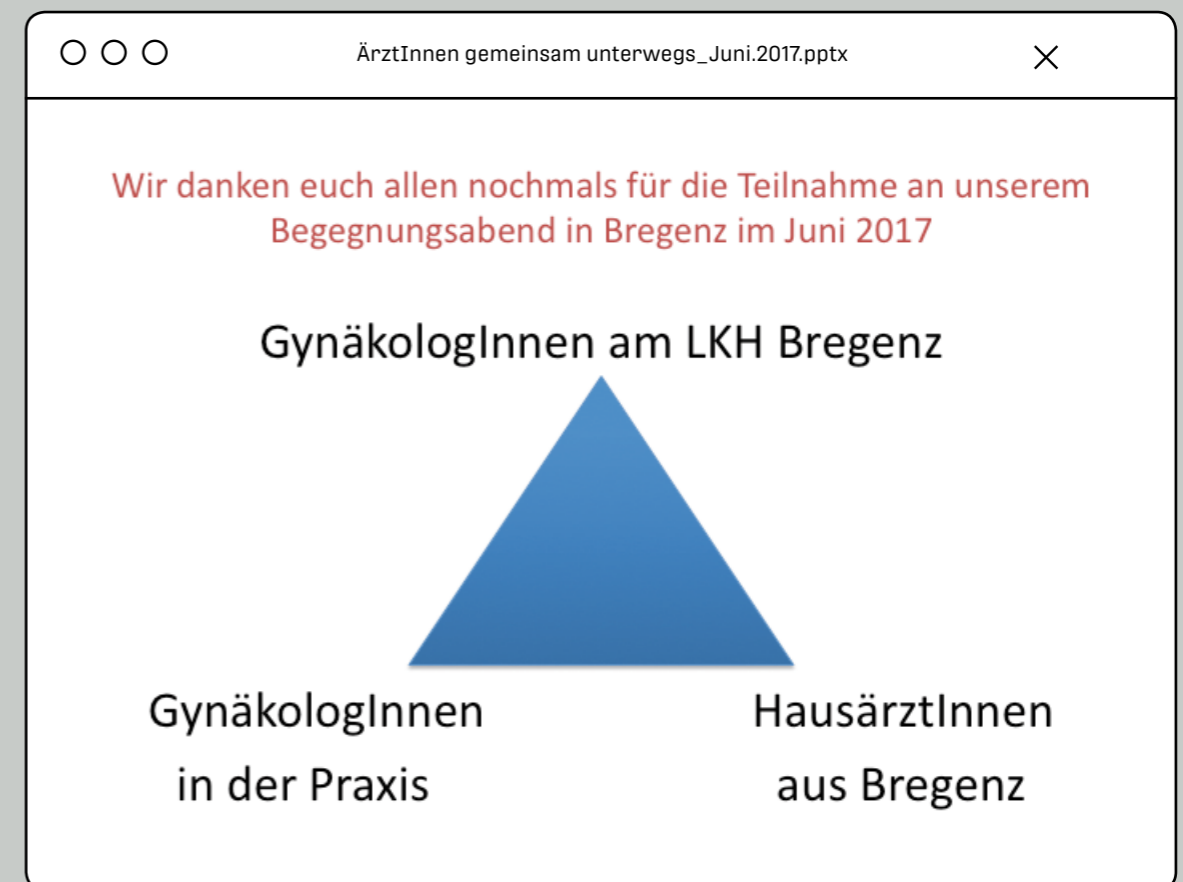 ÄrztInnen gemeinsam unterwegs_Juni.2017.pptx
Wir danken euch allen nochmals für die Teilnahme an unserem
Begegnungsabend in Bregenz im Juni 2017
GynäkologInnen am LKH Bregenz
GynäkologInnen
in der Praxis
HausärztInnen
aus Bregenz